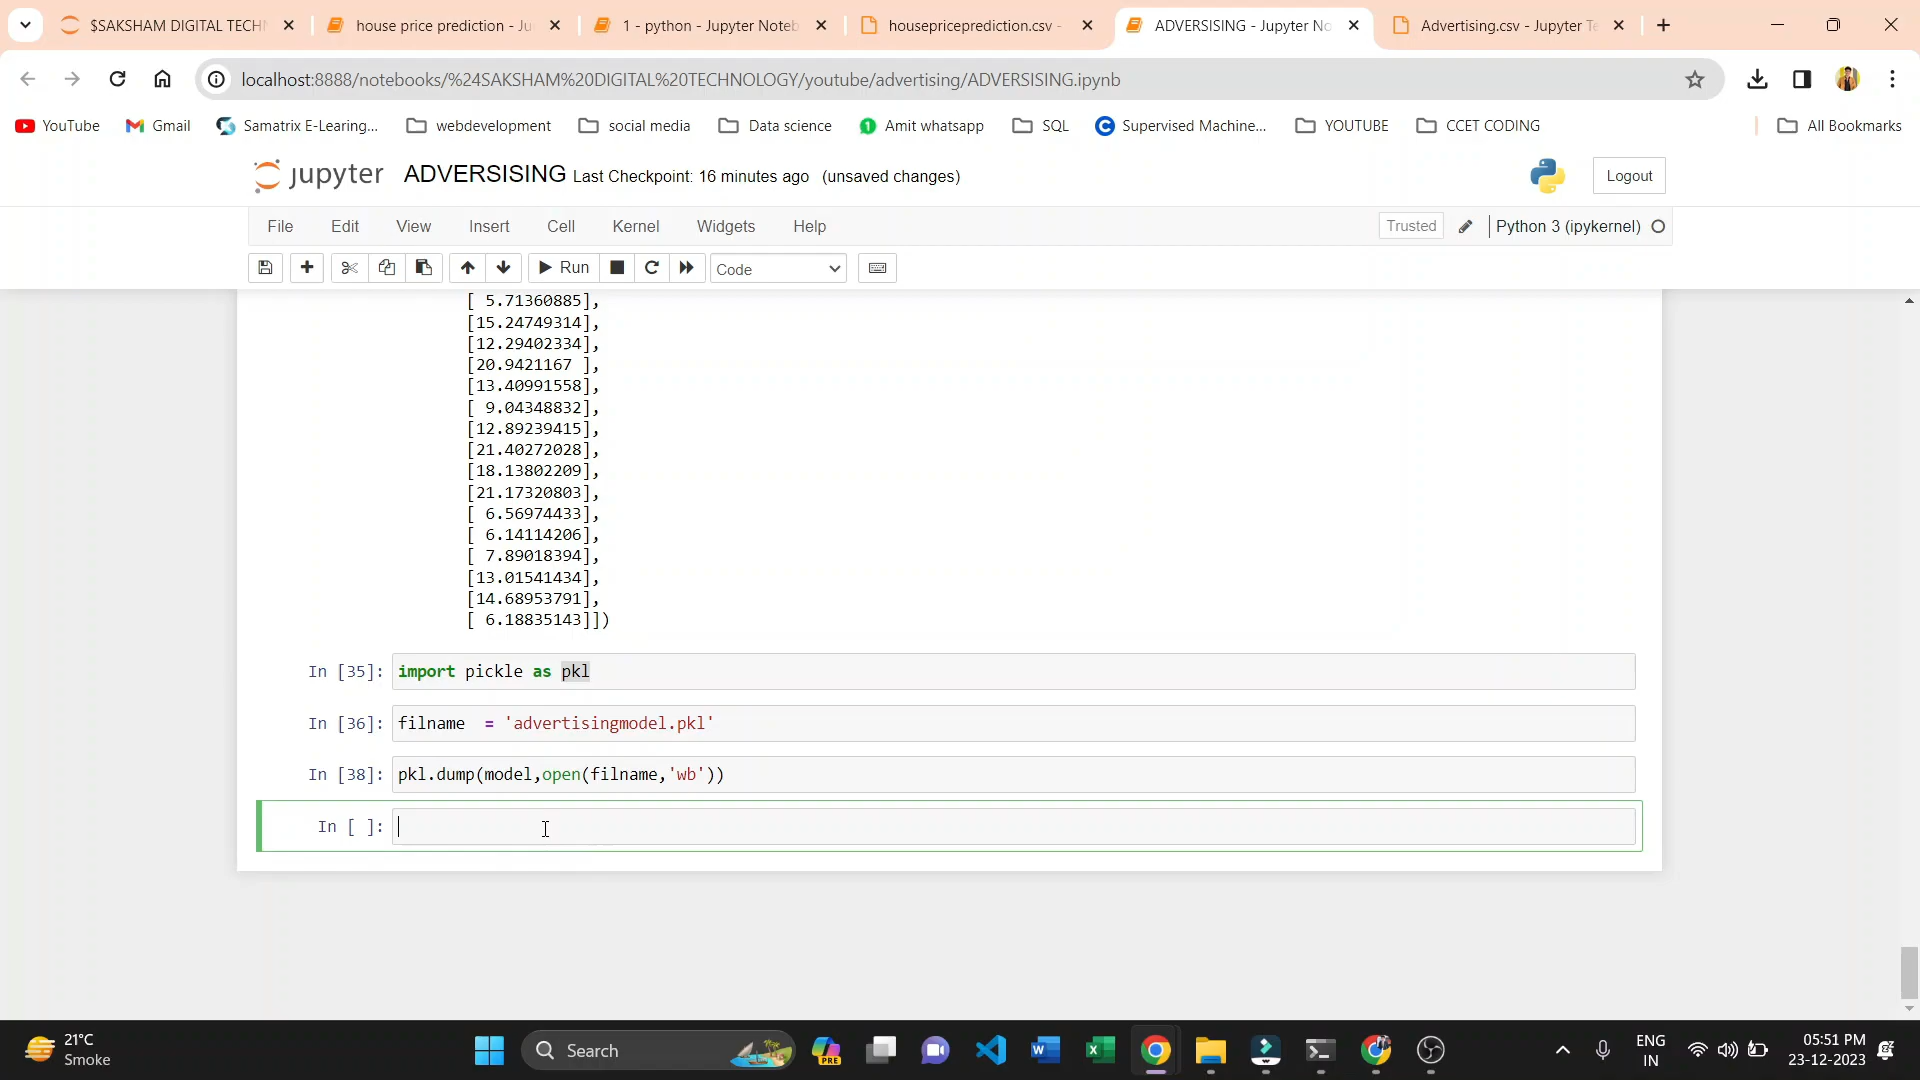 $SAKSHAM DIGITAL TECH
house price prediction - Ju
1 - python - Jupyter Noteb
housepriceprediction.csv -
ADVERSISING - Jupyter No
Advertising.csv - Jupyter Te
localhost:8888/notebooks/%24SAKSHAM%20DIGITAL%20TECHNOLOGY/youtube/advertising/ADVERSISING.ipynb
YouTube
Gmail
Samatrix E-Learing...
webdevelopment
social media
Data science
Amit whatsapp
SQL
Supervised Machine...
YOUTUBE
CCET CODING
All Bookmarks
jupyter
ADVERSISING Last Checkpoint: 16 minutes ago (unsaved changes)
Logout
File
Edit
View
Insert
Cell
Kernel
Widgets
Help
Trusted
Python 3 (ipykernel)
Run
Code
[ 5.71360885],
[15.24749314],
[12.29402334],
[20.9421167 ],
[13.40991558],
[ 9.04348832],
[12.89239415],
[21.40272028],
[18.13802209],
[21.17320803],
[ 6.56974433],
[ 6.14114206],
[ 7.89018394],
[13.01541434],
[14.68953791],
[ 6.18835143]])
In [35]: import pickle as pkl
In [36]: filname  = 'advertisingmodel.pkl'
In [38]: pkl.dump(model,open(filname,'wb'))
In [ ]:
21°C
Smoke
Search
PRE
ENG
IN
05:51 PM
23-12-2023